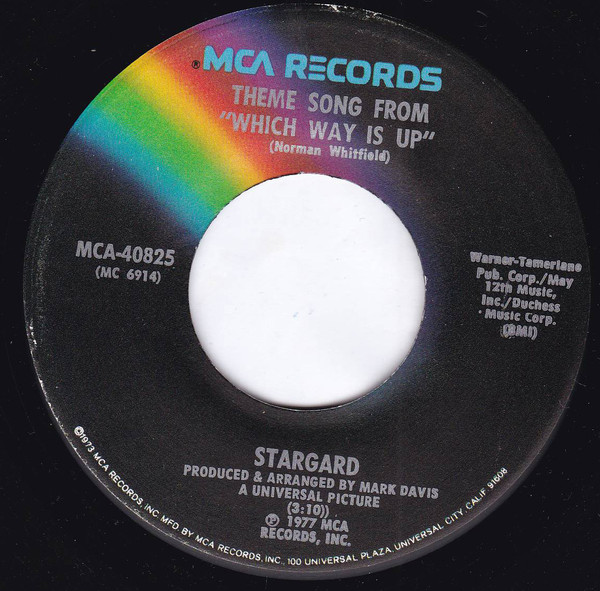 ® MCA RECORDS
THEME SONG FROM
"WHICH WAY IS UP"
(Norman Whitfield)
MCA-40825
(MC 6914)
Warner-Tamerlane
Pub. Corp./May
12th Music,
Inc./Duchess
Music Corp.
(BMI)
STARGARD
PRODUCED & ARRANGED BY MARK DAVIS
A UNIVERSAL PICTURE
(3:10))
℗ 1977 MCA
RECORDS, INC.
©1973 MCA RECORDS, INC. MFD BY MCA RECORDS, INC., 100 UNIVERSAL PLAZA, UNIVERSAL CITY, CALIF. 91608